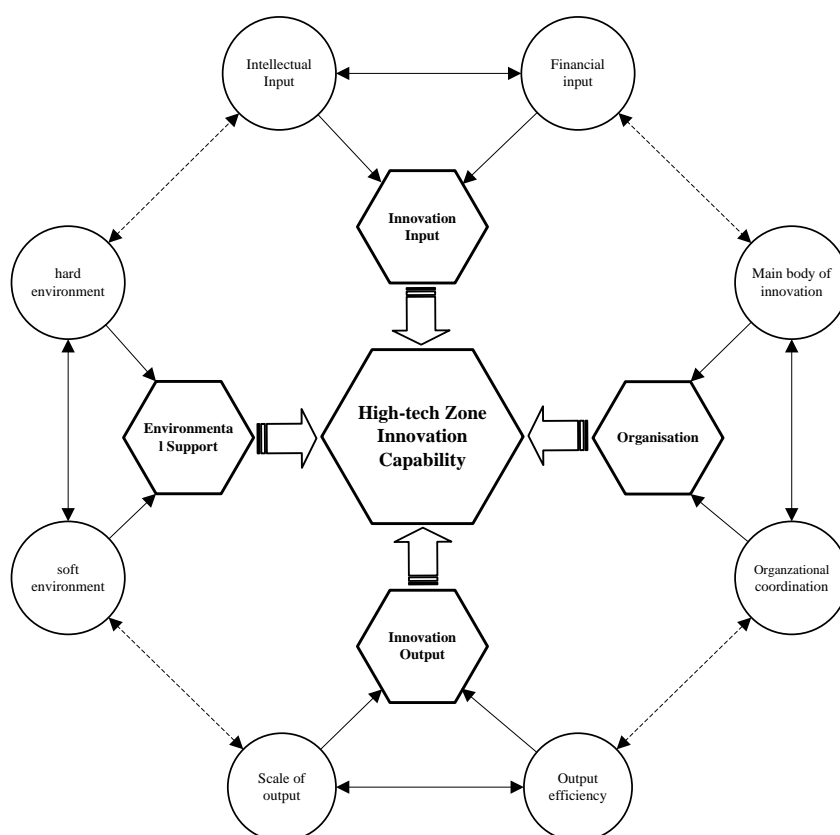 Intellectual
Input
Financial
input
Innovation
Input
hard
environment
Main body of
innovation
High-tech Zone
Innovation
Capability
Environmenta
l Support
Organisation
soft
environment
Organzational
coordination
Innovation
Output
Scale of
output
Output
efficiency